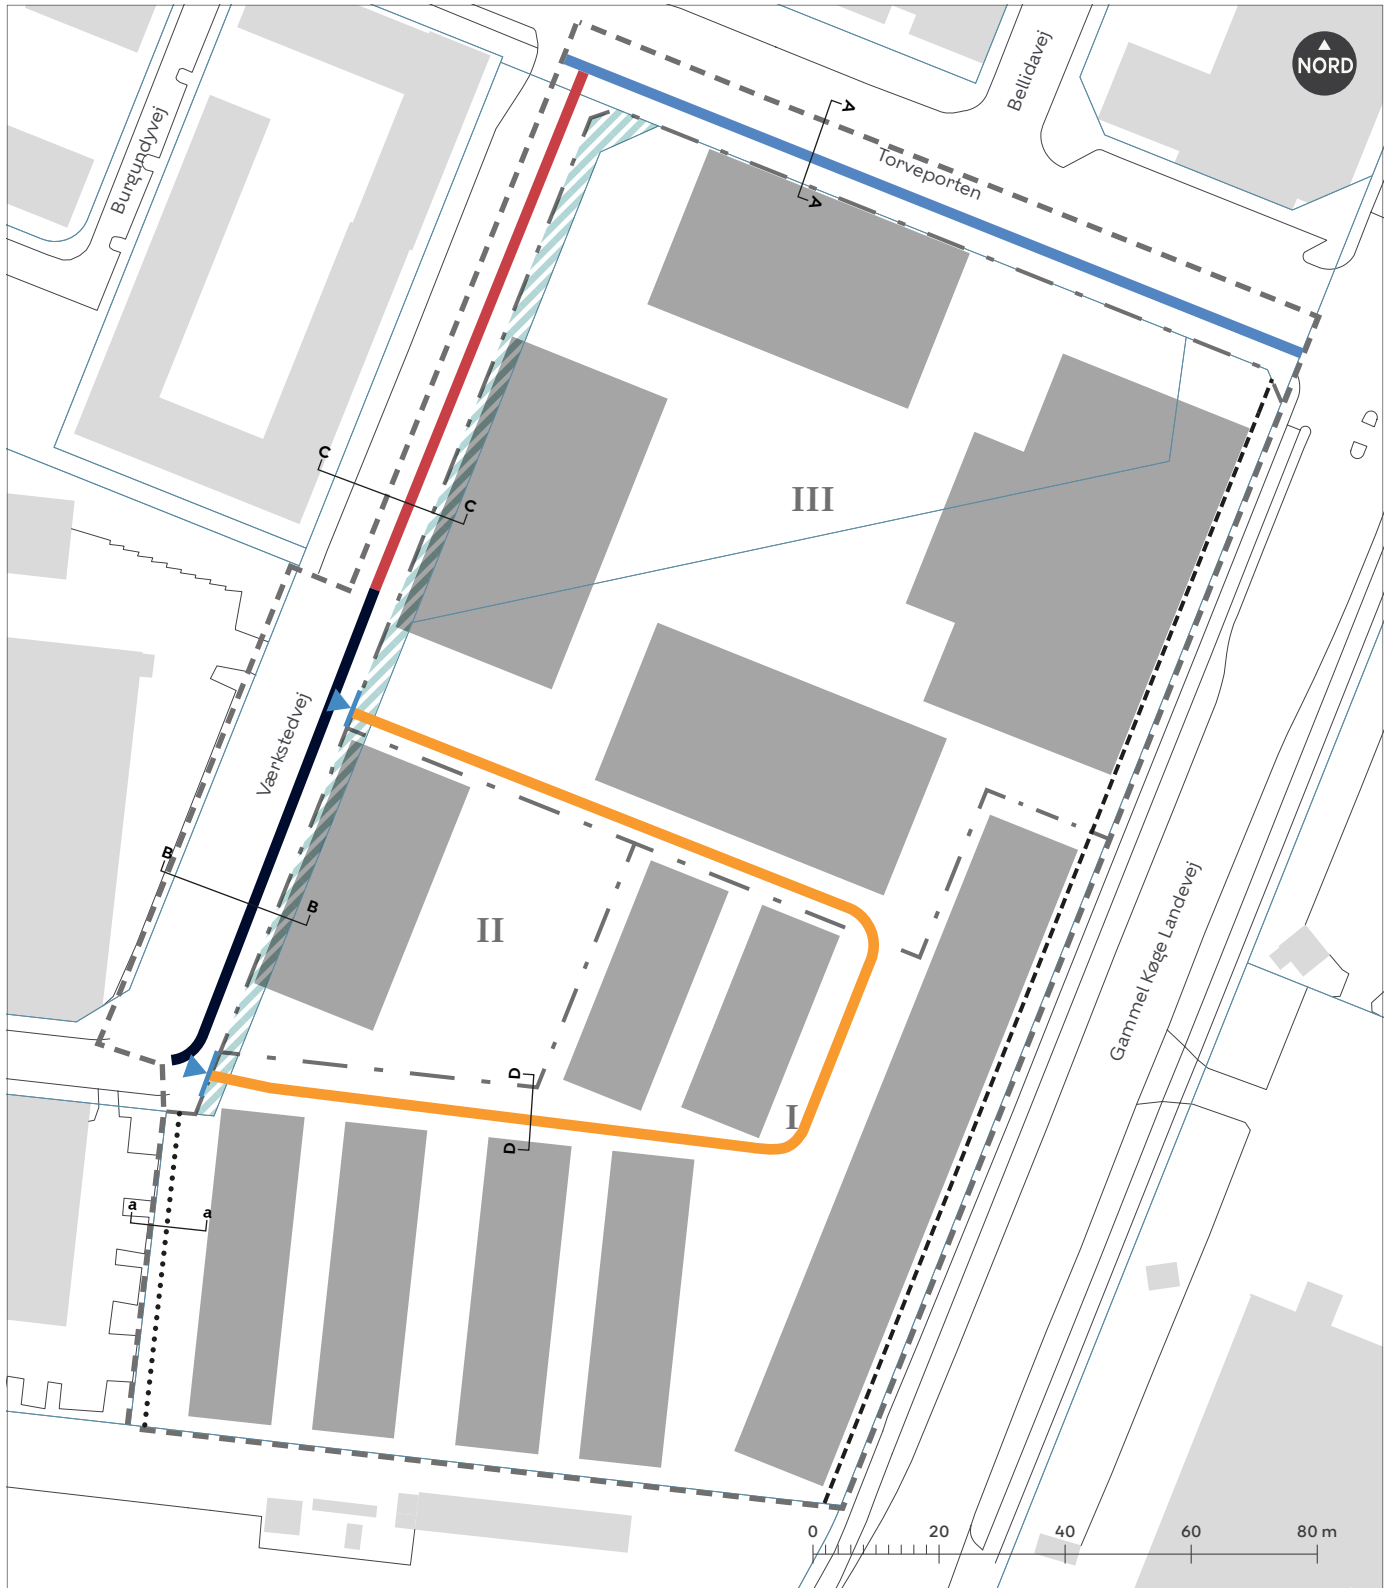 NORD
Bellidavej
Burgundyvej
A
Torveporten
A
C
C
III
Værkstedvej
B
B
II
Gammel Køge Landevej
D
I
D
a
a
0 20 40 60 80 m